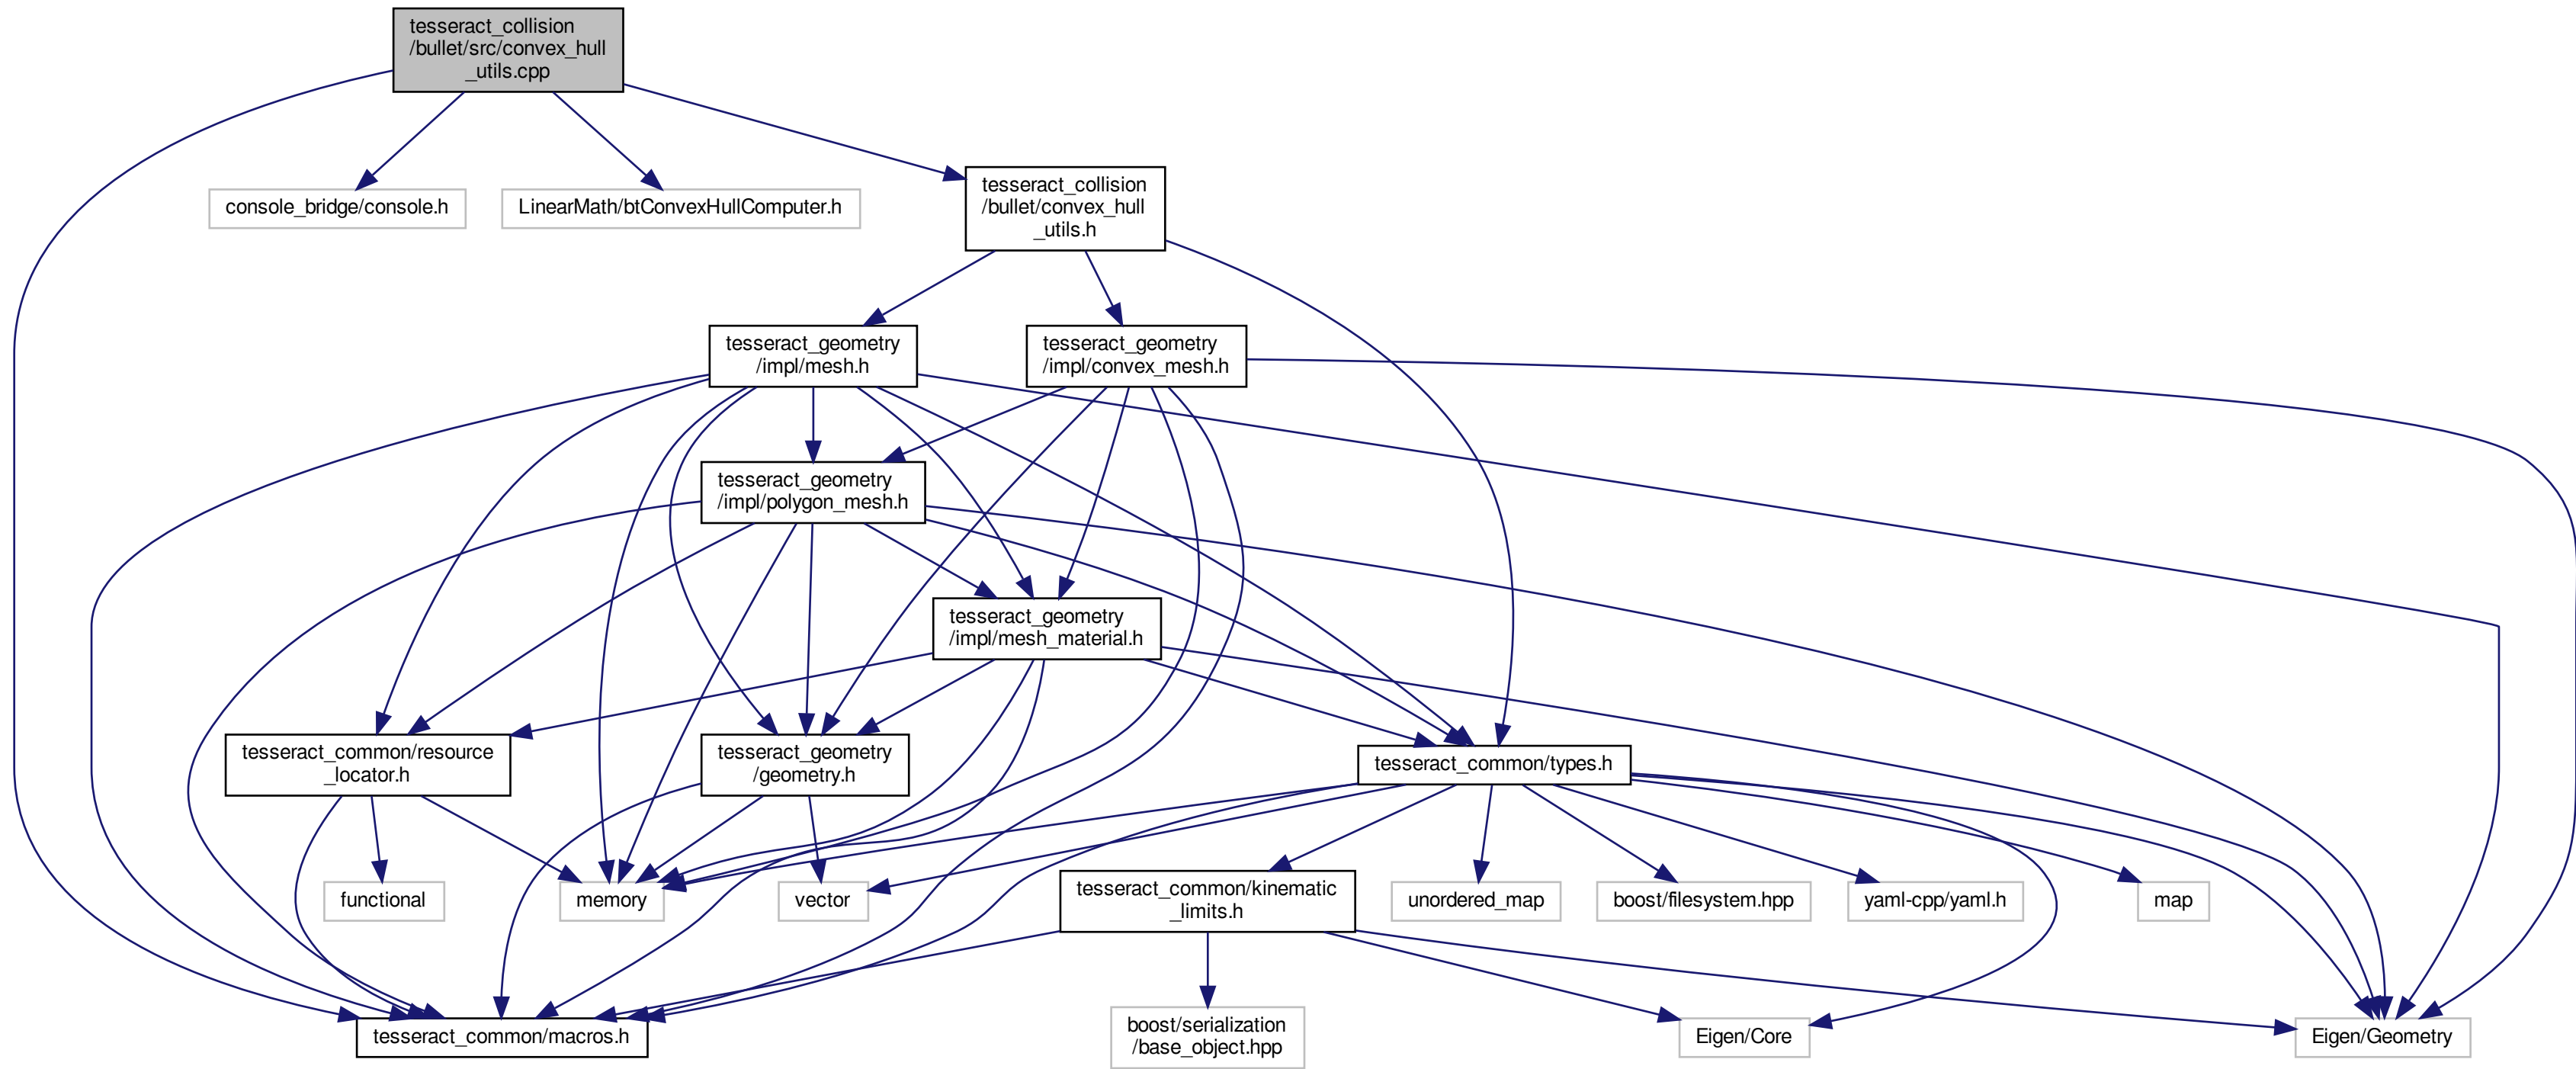 tesseract_collision
/bullet/src/convex_hull
_utils.cpp
console_bridge/console.h
LinearMath/btConvexHullComputer.h
tesseract_collision
/bullet/convex_hull
_utils.h
tesseract_geometry
/impl/mesh.h
tesseract_geometry
/impl/convex_mesh.h
tesseract_geometry
/impl/polygon_mesh.h
tesseract_geometry
/impl/mesh_material.h
tesseract_common/resource
_locator.h
tesseract_geometry
/geometry.h
tesseract_common/types.h
functional
memory
vector
tesseract_common/kinematic
_limits.h
unordered_map
boost/filesystem.hpp
yaml-cpp/yaml.h
map
tesseract_common/macros.h
boost/serialization
/base_object.hpp
Eigen/Core
Eigen/Geometry